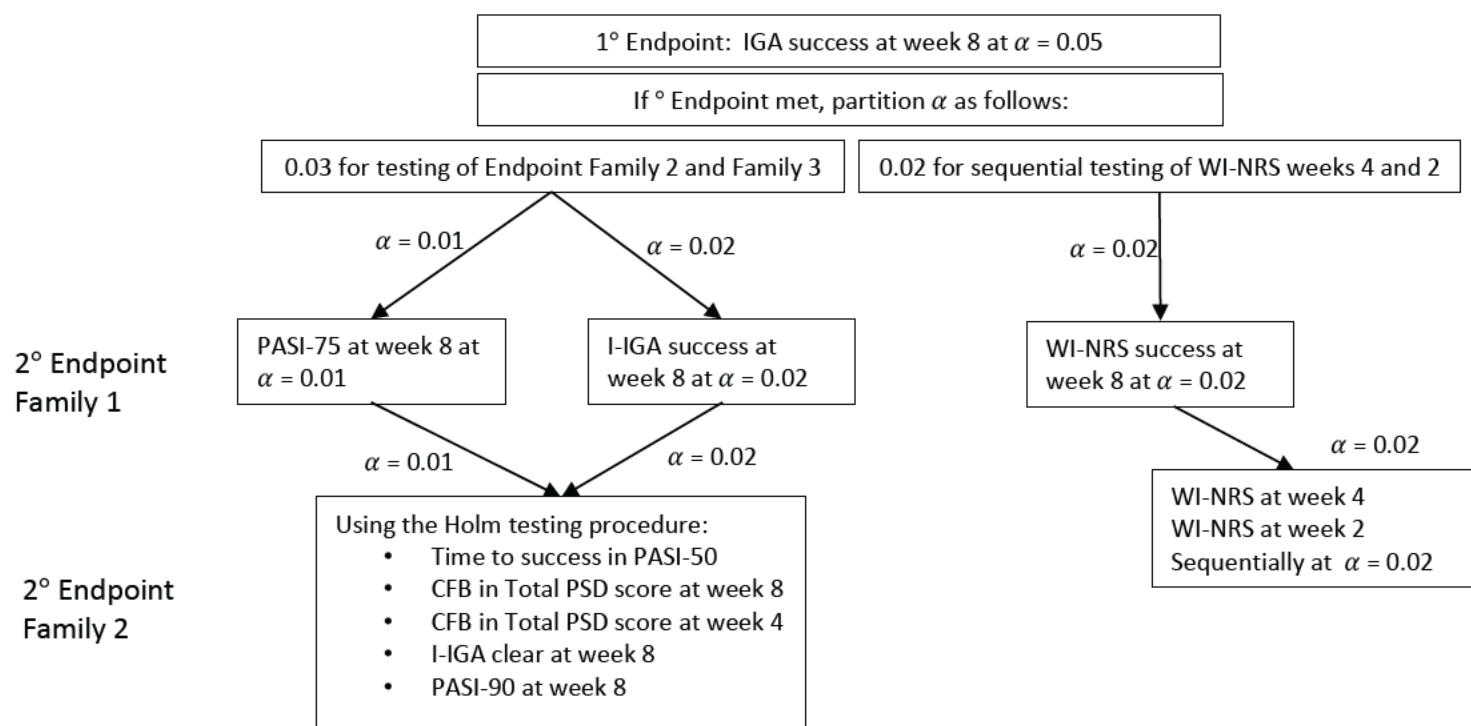 1° Endpoint: IGA success at week 8 at α = 0.05
If ° Endpoint met, partition α as follows:
0.03 for testing of Endpoint Family 2 and Family 3
0.02 for sequential testing of WI-NRS weeks 4 and 2
α = 0.01
α = 0.02
α = 0.02
2° Endpoint
Family 1
PASI-75 at week 8 at
α = 0.01
I-IGA success at
week 8 at α = 0.02
WI-NRS success at
week 8 at α = 0.02
α = 0.01
α = 0.02
α = 0.02
2° Endpoint
Family 2
Using the Holm testing procedure:
• Time to success in PASI-50
• CFB in Total PSD score at week 8
• CFB in Total PSD score at week 4
• I-IGA clear at week 8
• PASI-90 at week 8
WI-NRS at week 4
WI-NRS at week 2
Sequentially at α = 0.02